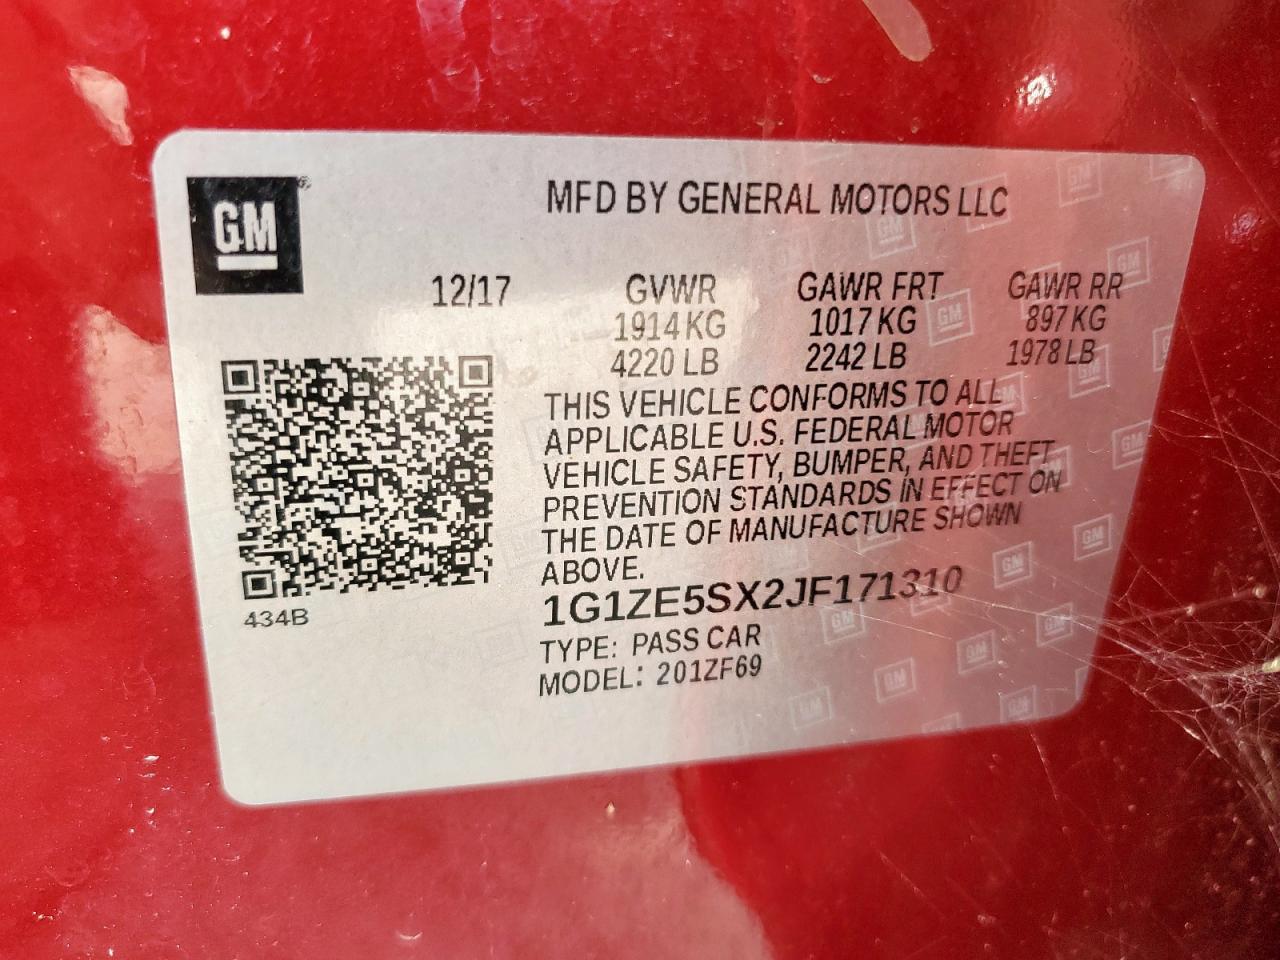 GM
MFD BY GENERAL MOTORS LLC
12/17 GVWR GAWR FRT GAWR RR
1914 KG 1017 KG 897 KG
4220 LB 2242 LB 1978 LB
THIS VEHICLE CONFORMS TO ALL
APPLICABLE U.S. FEDERAL MOTOR
VEHICLE SAFETY, BUMPER, AND THEFT
PREVENTION STANDARDS IN EFFECT ON
THE DATE OF MANUFACTURE SHOWN
ABOVE.
434B
1G1ZE5SX2JF171310
TYPE: PASS CAR
MODEL: 201ZF69